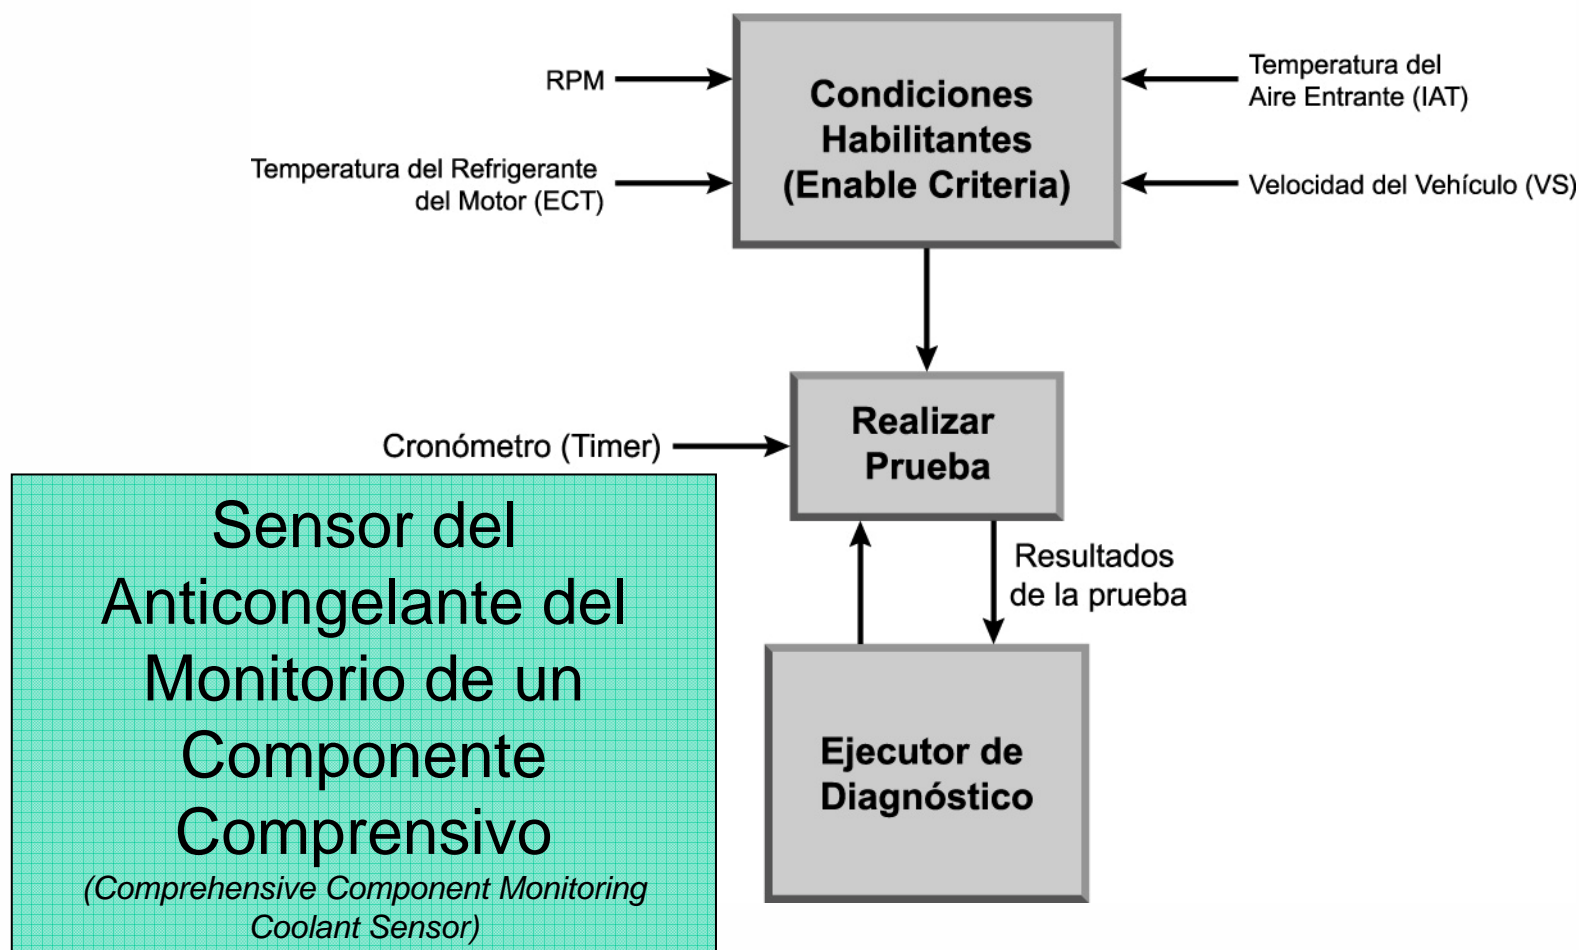 RPM
Temperatura del Refrigerante
del Motor (ECT)
Condiciones
Habilitantes
(Enable Criteria)
Temperatura del
Aire Entrante (IAT)
Velocidad del Vehículo (VS)
Cronómetro (Timer)
Realizar
Prueba
Resultados
de la prueba
Ejecutor de
Diagnóstico
Sensor del
Anticongelante del
Monitorio de un
Componente
Comprensivo
(Comprehensive Component Monitoring
Coolant Sensor)